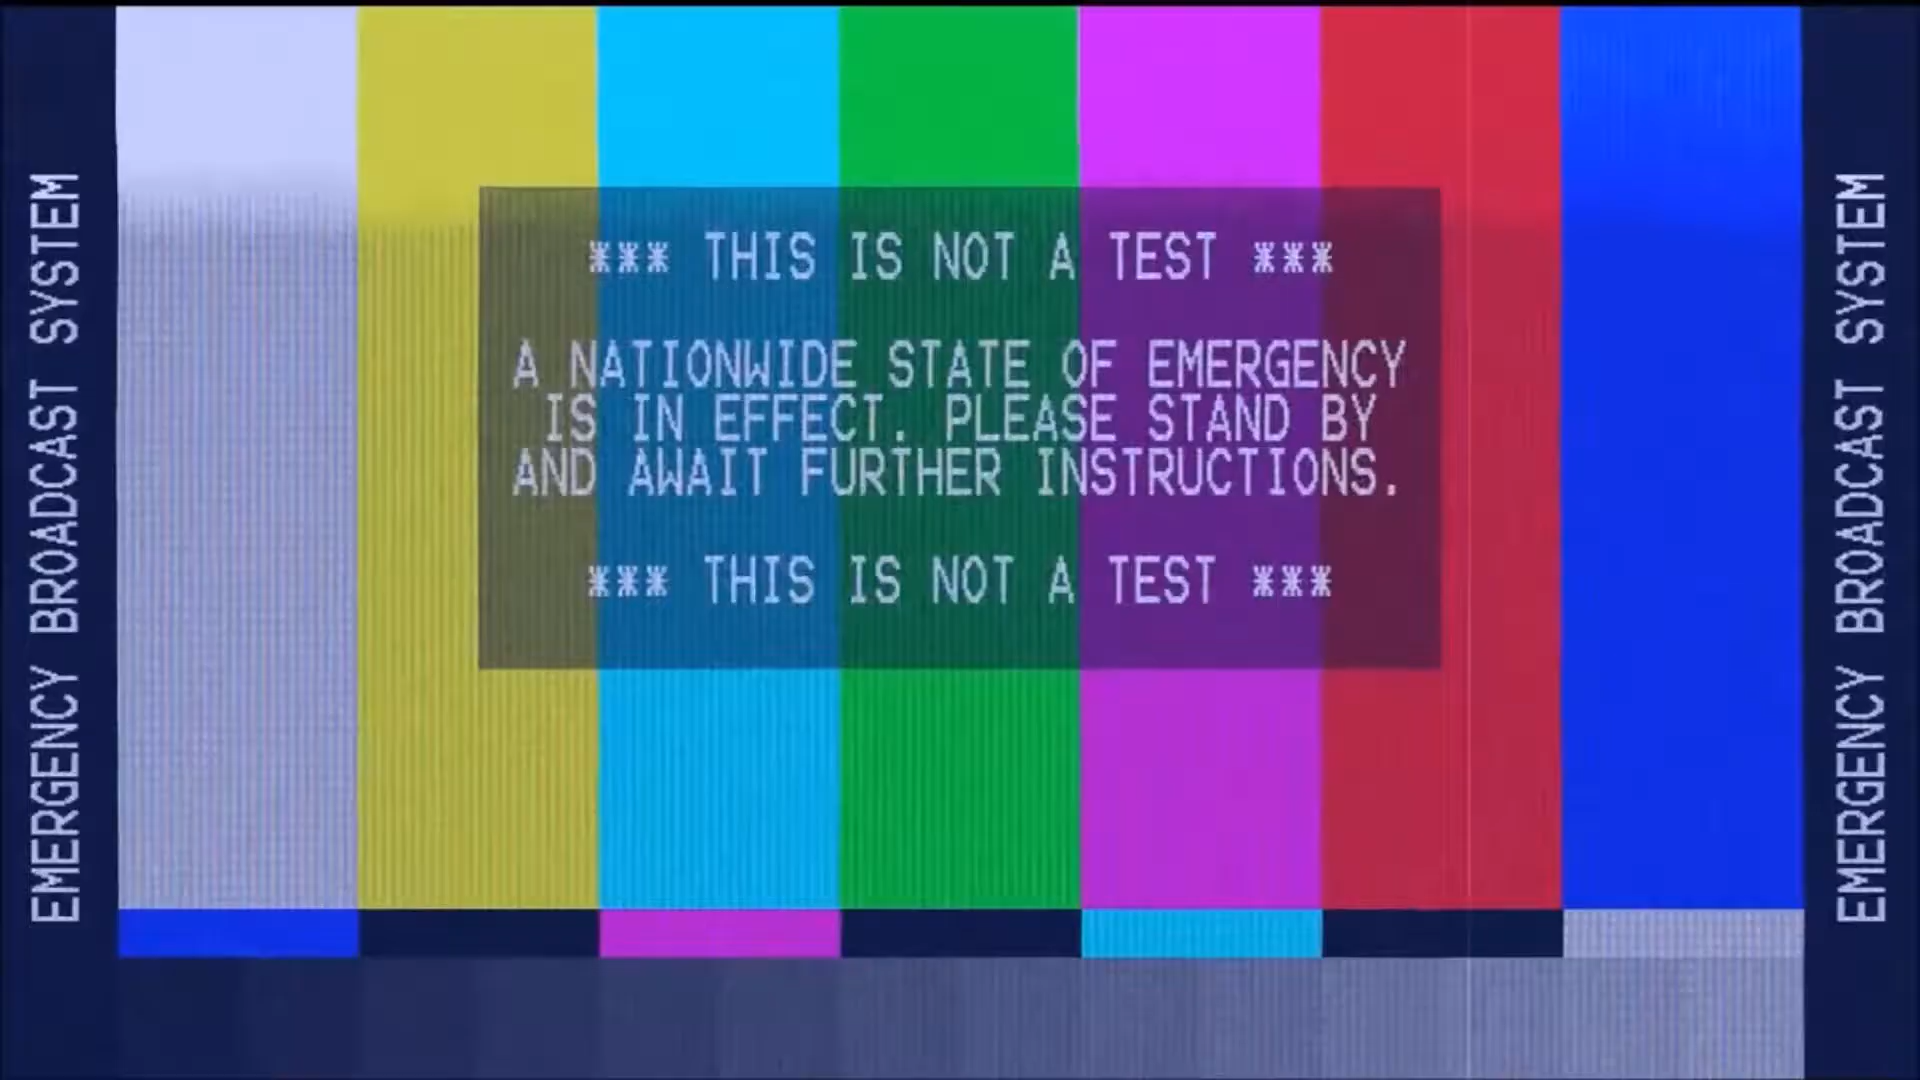 EMERGENCY BROADCAST SYSTEM
*** THIS IS NOT A TEST ***
A NATIONWIDE STATE OF EMERGENCY
IS IN EFFECT. PLEASE STAND BY
AND AWAIT FURTHER INSTRUCTIONS.
*** THIS IS NOT A TEST ***
EMERGENCY BROADCAST SYSTEM